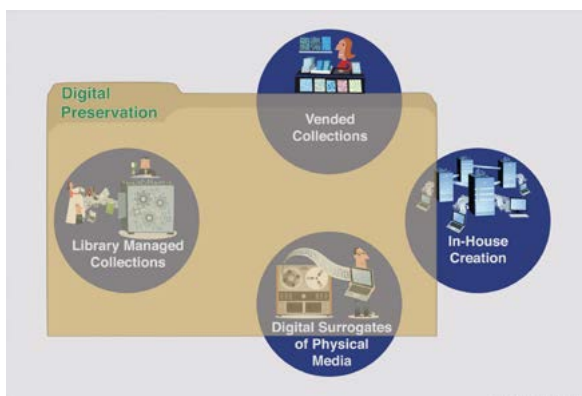 Digital
Preservation
Vended
Collections
Library Managed
Collections
In-House
Creation
Digital Surrogates
of Physical
Media